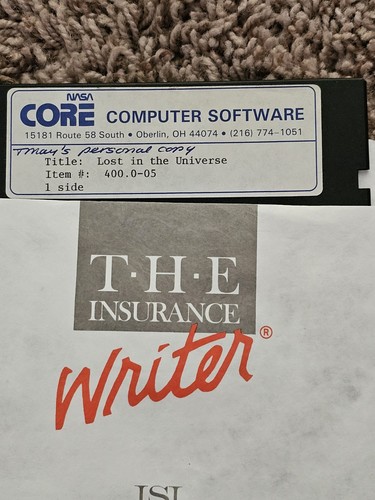 NASA
CORE COMPUTER SOFTWARE
15181 Route 58 South • Oberlin, OH 44074 • (216) 774-1051
Tmay's personal copy
Title: Lost in the Universe
Item #: 400.0-05
1 side
T·H·E
INSURANCE
Writer®
ISI